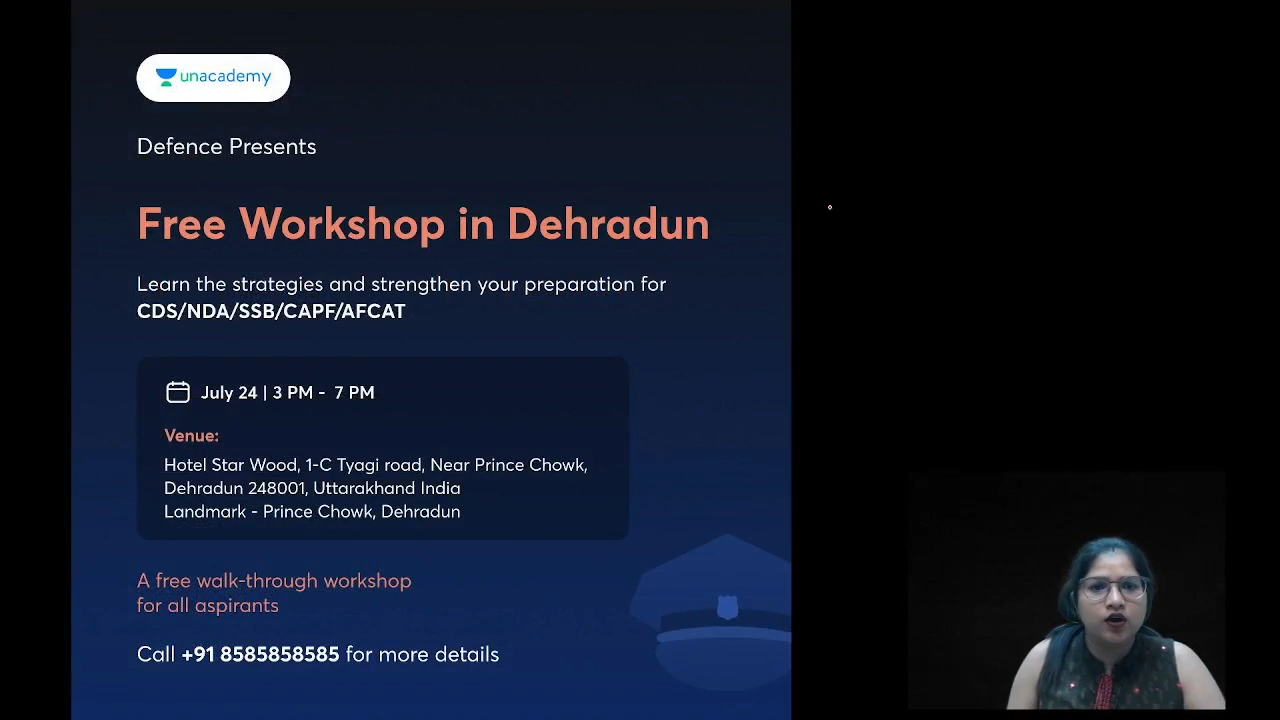 unacademy
Defence Presents
Free Workshop in Dehradun
Learn the strategies and strengthen your preparation for
CDS/NDA/SSB/CAPF/AFCAT
July 24 | 3 PM - 7 PM
Venue:
Hotel Star Wood, 1-C Tyagi road, Near Prince Chowk,
Dehradun 248001, Uttarakhand India
Landmark - Prince Chowk, Dehradun
A free walk-through workshop
for all aspirants
Call +91 8585858585 for more details